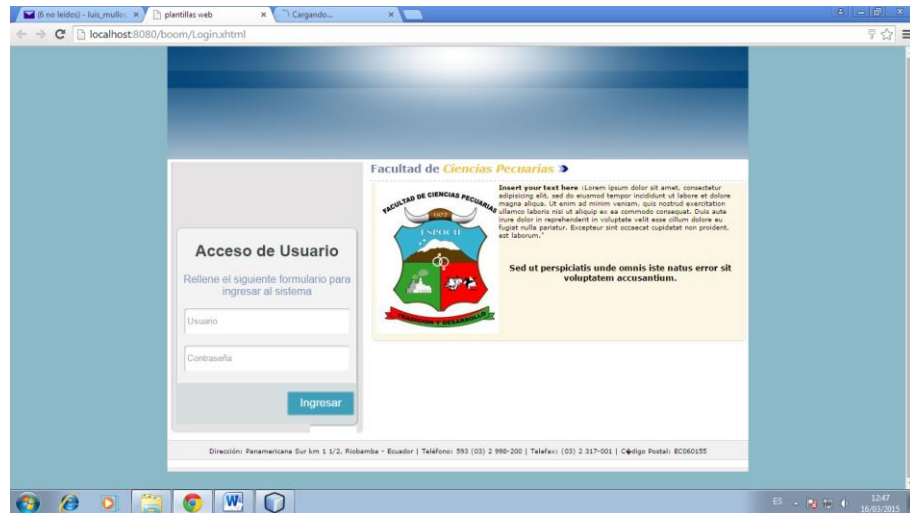 (6 no leídos) - luis_mulloc
plantillas web
Cargando...
localhost:8080/boom/Login.xhtml
Facultad de Ciencias Pecuarias
FACULTAD DE CIENCIAS PECUARIAS
1973
ESPOCH
TRADICION Y DESARROLLO
Insert your text here :Lorem ipsum dolor sit amet, consectetur
adipisicing elit, sed do eiusmod tempor incididunt ut labore et dolore
magna aliqua. Ut enim ad minim veniam, quis nostrud exercitation
ullamco laboris nisi ut aliquip ex ea commodo consequat. Duis aute
irure dolor in reprehenderit in voluptate velit esse cillum dolore eu
fugiat nulla pariatur. Excepteur sint occaecat cupidatat non proident,
est laborum."
Sed ut perspiciatis unde omnis iste natus error sit
voluptatem accusantium.
Acceso de Usuario
Rellene el siguiente formulario para
ingresar al sistema
Usuario
Contraseña
Ingresar
Dirección: Panamericana Sur km 1 1/2, Riobamba - Ecuador | Teléfono: 593 (03) 2 998-200 | Telefax: (03) 2 317-001 | C�digo Postal: EC060155
ES
12:47
16/03/2015